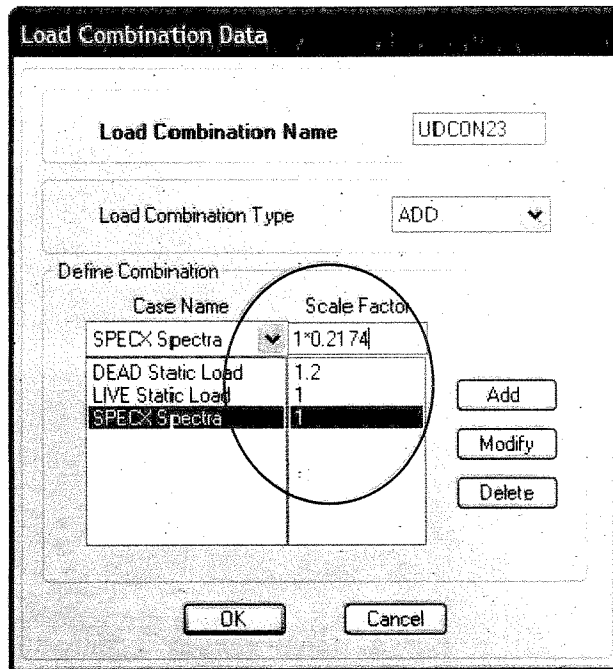 Load Combination Data
Load Combination Name UDCON23
Load Combination Type ADD
Define Combination
Case Name Scale Factor
SPECX Spectra 1*0.2174
DEAD Static Load 1.2
LIVE Static Load 1
SPECX Spectra 1
Add
Modify
Delete
OK Cancel